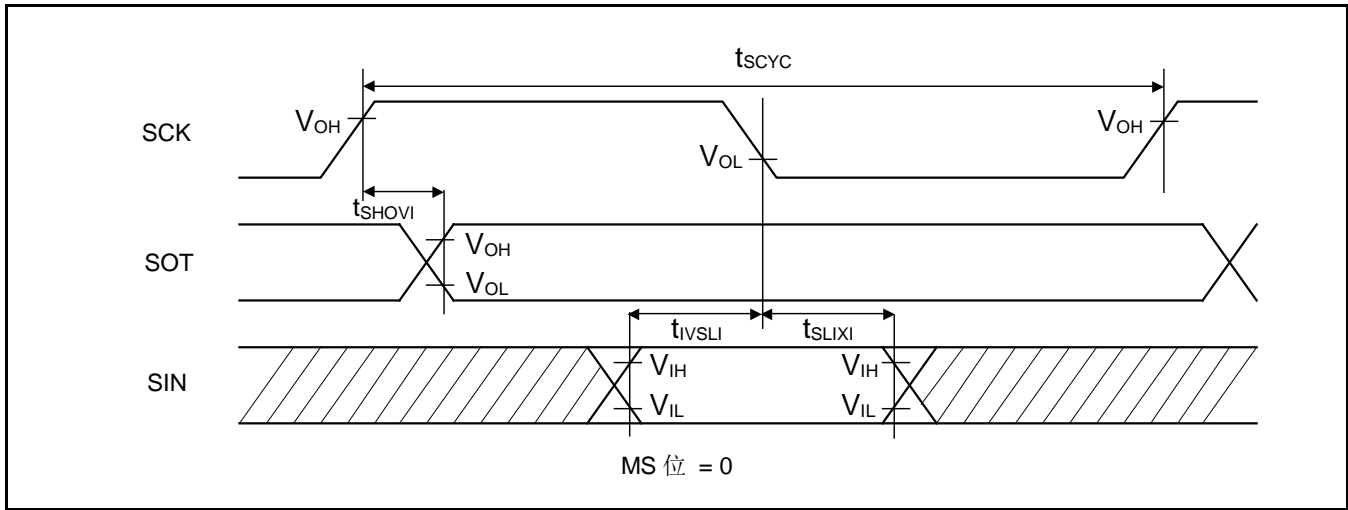 tSCYC
SCK
VOH
VOH
VOL
tSHOVI
SOT
VOH
VOL
tIVSLI
tSLIXI
SIN
VIH
VIH
VIL
VIL
MS 位 = 0